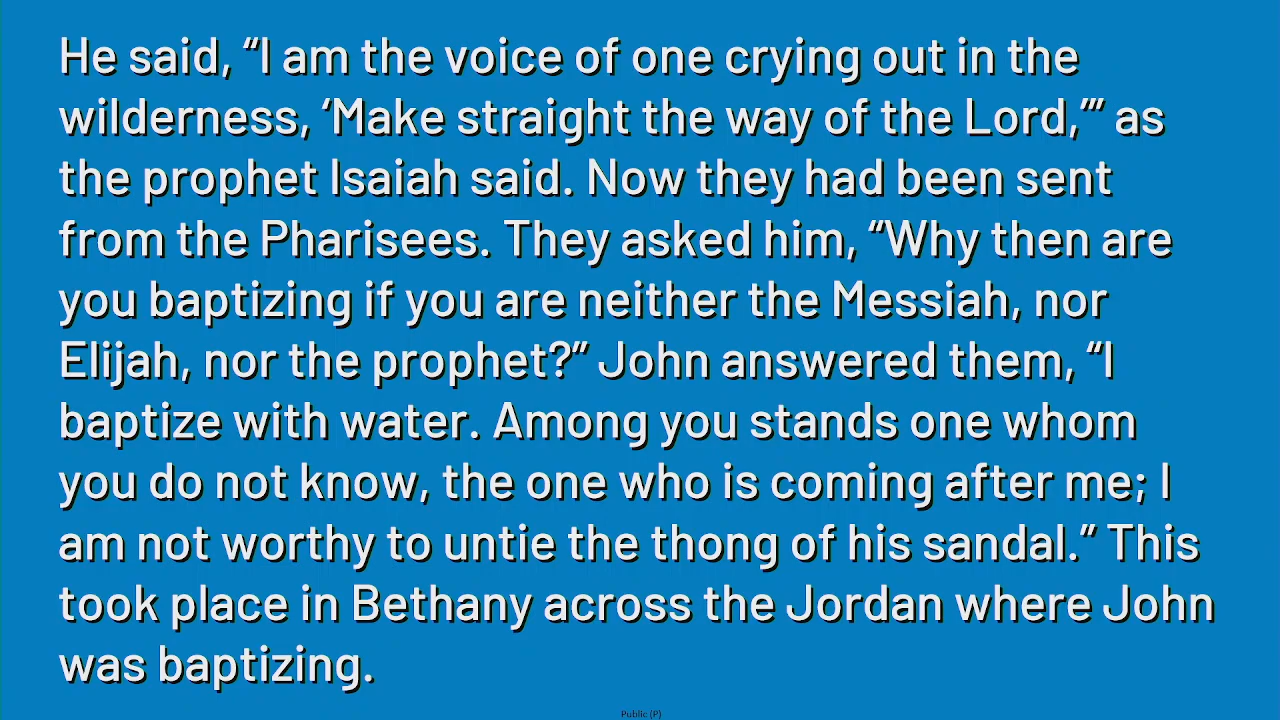 He said, “I am the voice of one crying out in the
wilderness, ‘Make straight the way of the Lord,’” as
the prophet Isaiah said. Now they had been sent
from the Pharisees. They asked him, “Why then are
you baptizing if you are neither the Messiah, nor
Elijah, nor the prophet?” John answered them, “I
baptize with water. Among you stands one whom
you do not know, the one who is coming after me; I
am not worthy to untie the thong of his sandal.” This
took place in Bethany across the Jordan where John
was baptizing.
Public (P)